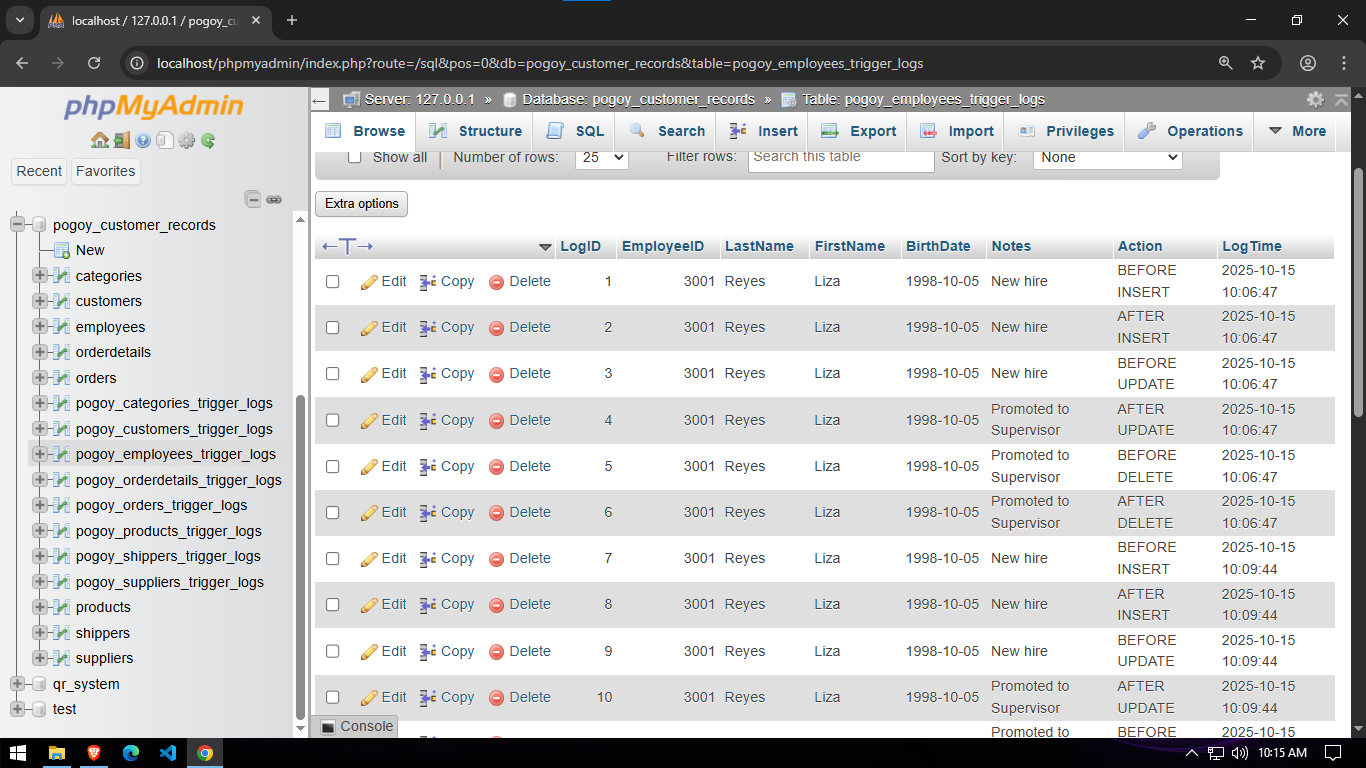 localhost / 127.0.0.1 / pogoy_cu
localhost/phpmyadmin/index.php?route=/sql&pos=0&db=pogoy_customer_records&table=pogoy_employees_trigger_logs
phpMyAdmin
Recent Favorites
pogoy_customer_records
New
categories
customers
employees
orderdetails
orders
pogoy_categories_trigger_logs
pogoy_customers_trigger_logs
pogoy_employees_trigger_logs
pogoy_orderdetails_trigger_logs
pogoy_orders_trigger_logs
pogoy_products_trigger_logs
pogoy_shippers_trigger_logs
pogoy_suppliers_trigger_logs
products
shippers
suppliers
qr_system
test
Server: 127.0.0.1 » Database: pogoy_customer_records » Table: pogoy_employees_trigger_logs
Browse Structure SQL Search Insert Export Import Privileges Operations More
Show all Number of rows: 25 Filter rows: Search this table Sort by key: None
Extra options
LogID EmployeeID LastName FirstName BirthDate Notes Action LogTime
Edit Copy Delete 1 3001 Reyes Liza 1998-10-05 New hire BEFORE INSERT 2025-10-15 10:06:47
Edit Copy Delete 2 3001 Reyes Liza 1998-10-05 New hire AFTER INSERT 2025-10-15 10:06:47
Edit Copy Delete 3 3001 Reyes Liza 1998-10-05 New hire BEFORE UPDATE 2025-10-15 10:06:47
Edit Copy Delete 4 3001 Reyes Liza 1998-10-05 Promoted to Supervisor AFTER UPDATE 2025-10-15 10:06:47
Edit Copy Delete 5 3001 Reyes Liza 1998-10-05 Promoted to Supervisor BEFORE DELETE 2025-10-15 10:06:47
Edit Copy Delete 6 3001 Reyes Liza 1998-10-05 Promoted to Supervisor AFTER DELETE 2025-10-15 10:06:47
Edit Copy Delete 7 3001 Reyes Liza 1998-10-05 New hire BEFORE INSERT 2025-10-15 10:09:44
Edit Copy Delete 8 3001 Reyes Liza 1998-10-05 New hire AFTER INSERT 2025-10-15 10:09:44
Edit Copy Delete 9 3001 Reyes Liza 1998-10-05 New hire BEFORE UPDATE 2025-10-15 10:09:44
Edit Copy Delete 10 3001 Reyes Liza 1998-10-05 Promoted to Supervisor AFTER UPDATE 2025-10-15 10:09:44
Promoted to BEFORE 2025-10-15
Console
10:15 AM